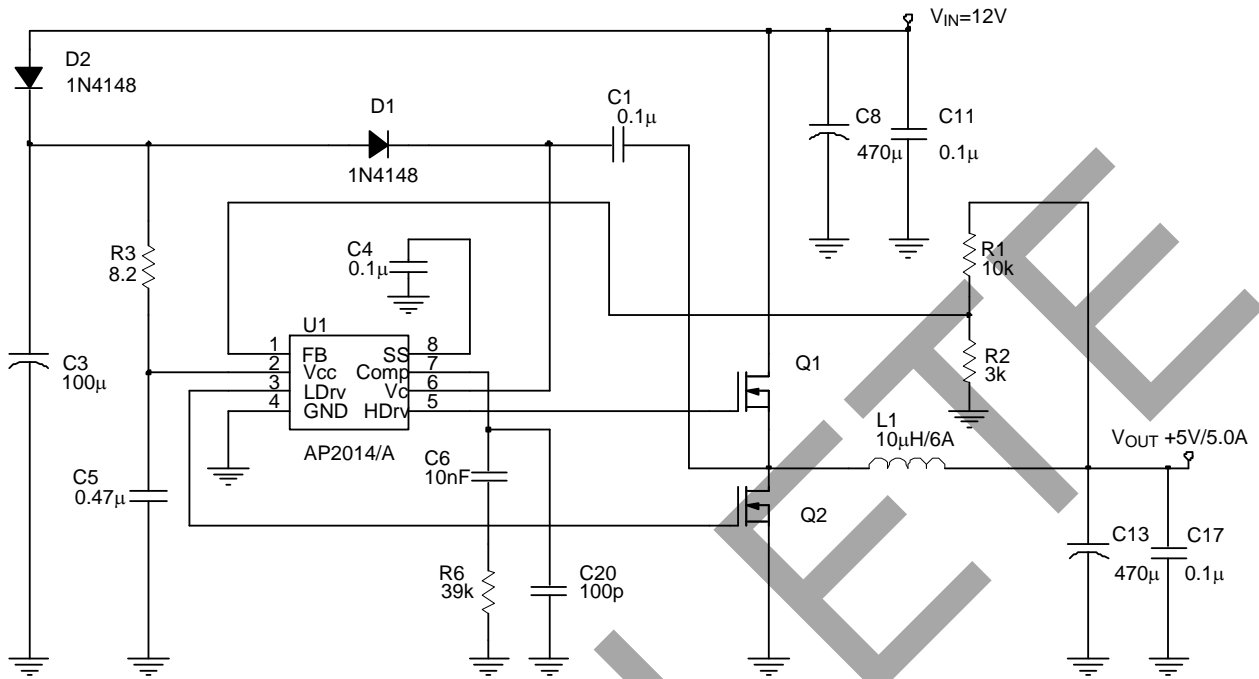 VIN=12V
D2
1N4148
D1
1N4148
C1
0.1μ
C8
470μ
C11
0.1μ
R3
8.2
C4
0.1μ
R1
10k
U1
1
2
3
4
FB
Vcc
LDrv
GND
SS
Comp
Vc
HDrv
8
7
6
5
AP2014/A
C3
100μ
R2
3k
Q1
L1
10μH/6A
VOUT +5V/5.0A
C5
0.47μ
C6
10nF
Q2
C13
470μ
C17
0.1μ
R6
39k
C20
100p